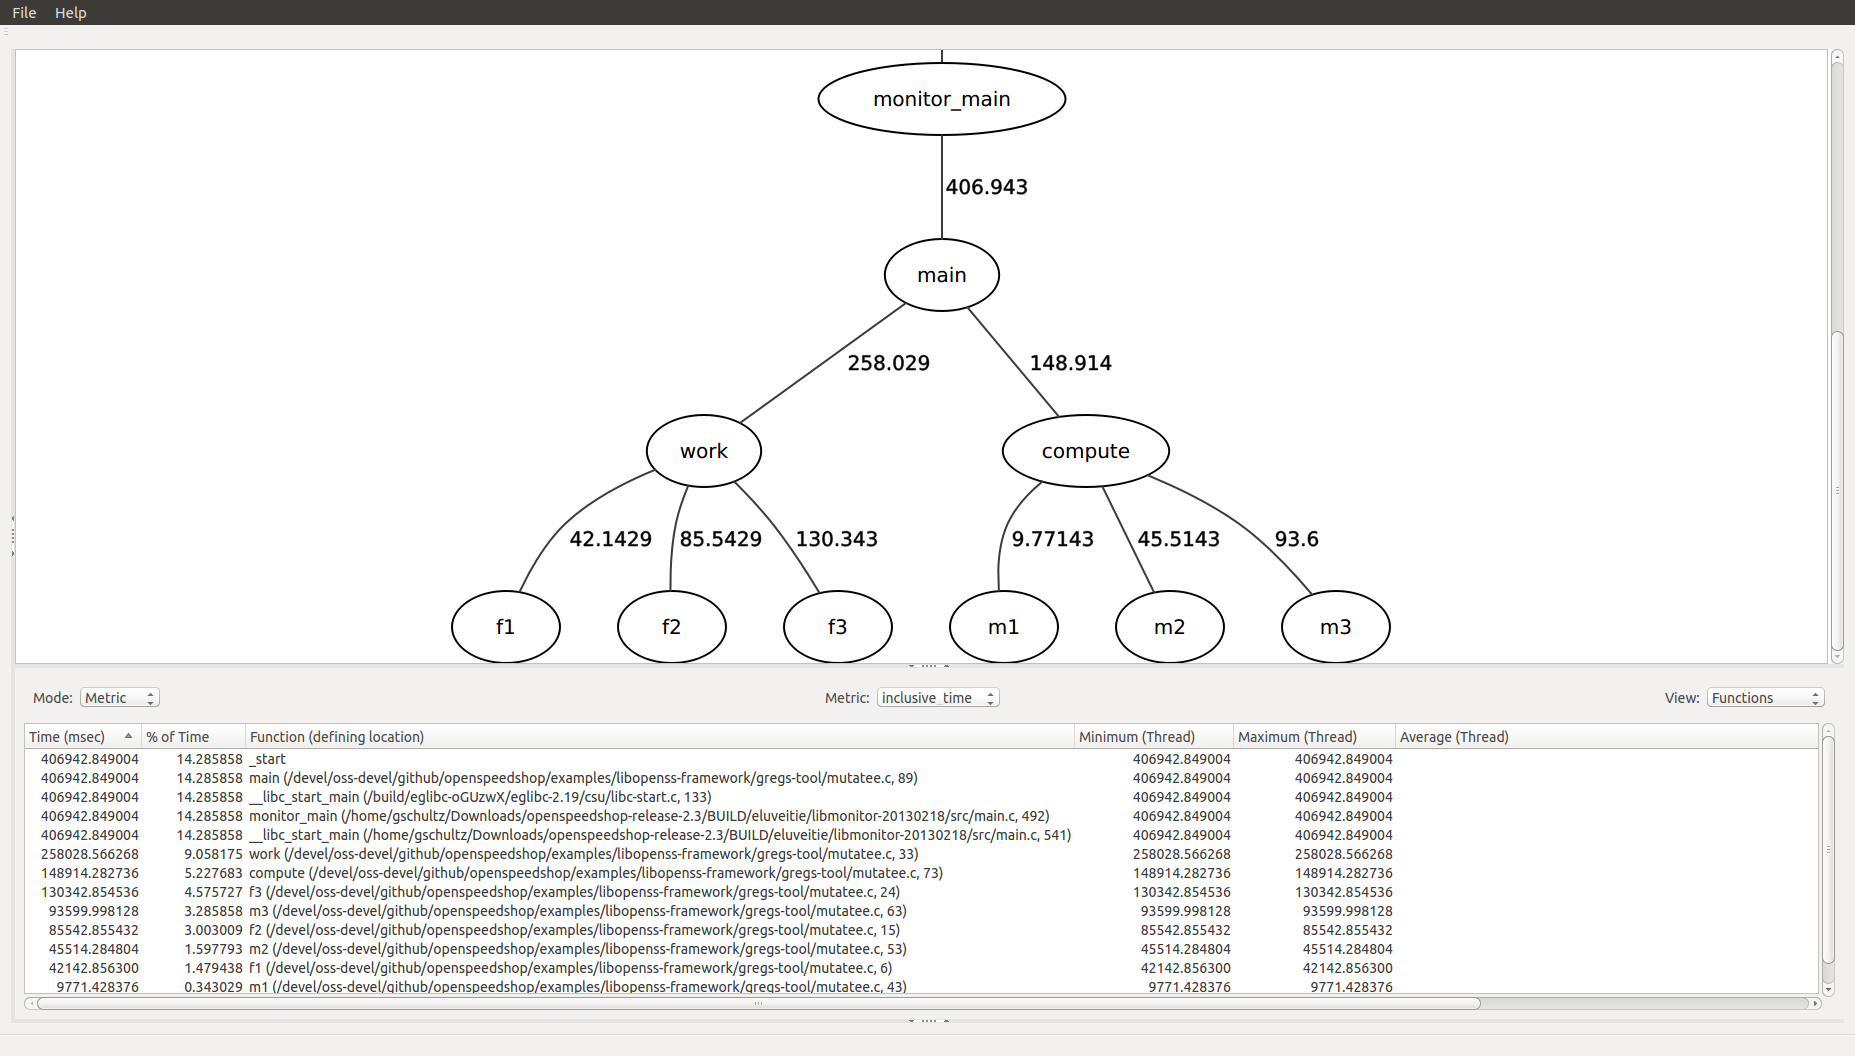 File Help
monitor_main
406.943
main
258.029 148.914
work compute
42.1429 85.5429 130.343 9.77143 45.5143 93.6
f1 f2 f3 m1 m2 m3
Mode: Metric Metric: inclusive_time View: Functions
Time (msec) % of Time Function (defining location) Minimum (Thread) Maximum (Thread) Average (Thread)
406942.849004 14.285858 _start 406942.849004 406942.849004
406942.849004 14.285858 main (/devel/oss-devel/github/openspeedshop/examples/libopenss-framework/gregs-tool/mutatee.c, 89) 406942.849004 406942.849004
406942.849004 14.285858 __libc_start_main (/build/eglibc-oGUzwX/eglibc-2.19/csu/libc-start.c, 133) 406942.849004 406942.849004
406942.849004 14.285858 monitor_main (/home/gschultz/Downloads/openspeedshop-release-2.3/BUILD/eluveitie/libmonitor-20130218/src/main.c, 492) 406942.849004 406942.849004
406942.849004 14.285858 __libc_start_main (/home/gschultz/Downloads/openspeedshop-release-2.3/BUILD/eluveitie/libmonitor-20130218/src/main.c, 541) 406942.849004 406942.849004
258028.566268 9.058175 work (/devel/oss-devel/github/openspeedshop/examples/libopenss-framework/gregs-tool/mutatee.c, 33) 258028.566268 258028.566268
148914.282736 5.227683 compute (/devel/oss-devel/github/openspeedshop/examples/libopenss-framework/gregs-tool/mutatee.c, 73) 148914.282736 148914.282736
130342.854536 4.575727 f3 (/devel/oss-devel/github/openspeedshop/examples/libopenss-framework/gregs-tool/mutatee.c, 24) 130342.854536 130342.854536
93599.998128 3.285858 m3 (/devel/oss-devel/github/openspeedshop/examples/libopenss-framework/gregs-tool/mutatee.c, 63) 93599.998128 93599.998128
85542.855432 3.003009 f2 (/devel/oss-devel/github/openspeedshop/examples/libopenss-framework/gregs-tool/mutatee.c, 15) 85542.855432 85542.855432
45514.284804 1.597793 m2 (/devel/oss-devel/github/openspeedshop/examples/libopenss-framework/gregs-tool/mutatee.c, 53) 45514.284804 45514.284804
42142.856300 1.479438 f1 (/devel/oss-devel/github/openspeedshop/examples/libopenss-framework/gregs-tool/mutatee.c, 6) 42142.856300 42142.856300
9771.428376 0.343029 m1 (/devel/oss-devel/github/openspeedshop/examples/libopenss-framework/gregs-tool/mutatee.c, 43) 9771.428376 9771.428376